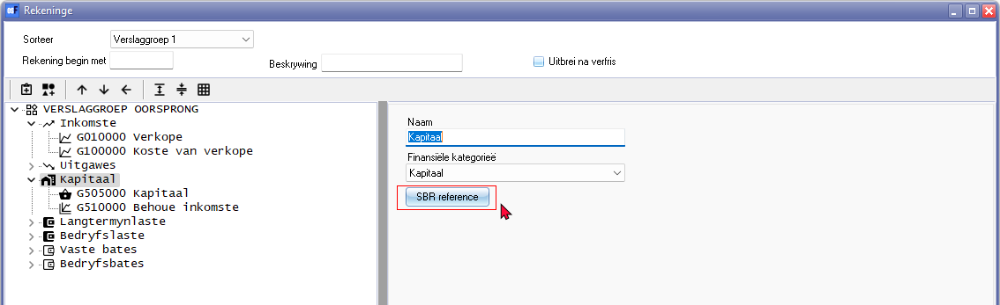 Rekeninge
Sorteer
Verslaggroep 1
Rekening begin met
Beskrywing
Uitbrei na verfris
VERSLAGGROEP OORSPRONG
Inkomste
G010000 Verkope
G100000 Koste van verkope
Uitgawes
Kapitaal
G505000 Kapitaal
G510000 Behoue inkomste
Langtermynlaste
Bedryfslaste
Vaste bates
Bedryfsbates
Naam
Kapitaal
Finansiële kategorieë
Kapitaal
SBR reference